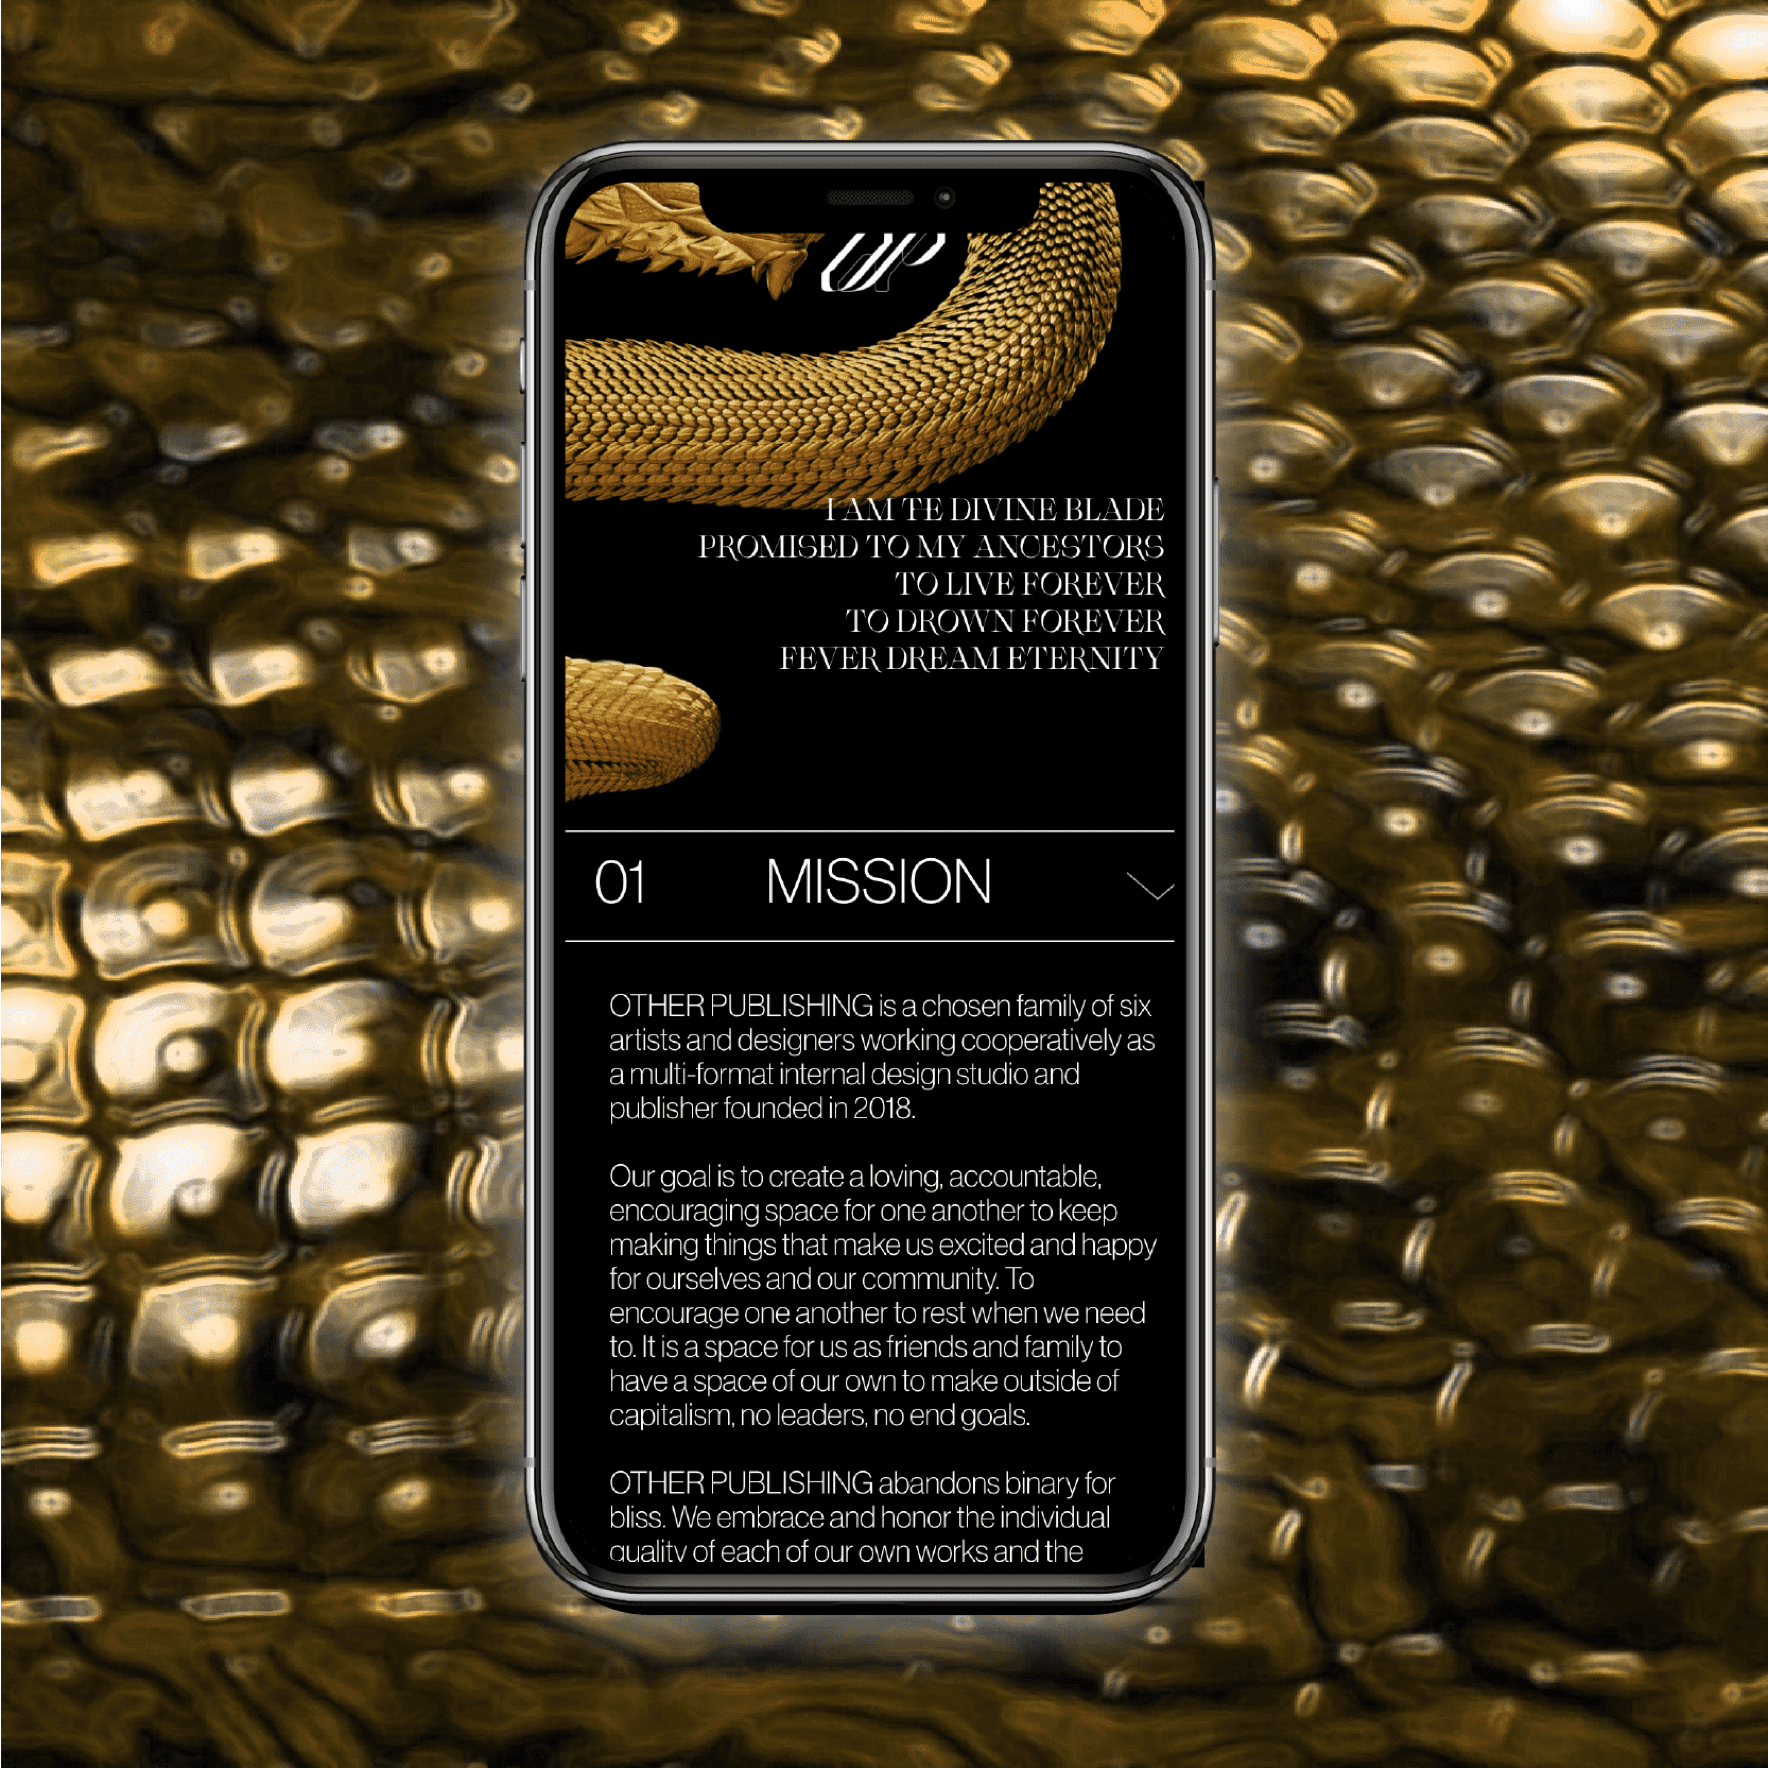 OP
I AM TE DIVINE BLADE
PROMISED TO MY ANCESTORS
TO LIVE FOREVER
TO DROWN FOREVER
FEVER DREAM ETERNITY
01 MISSION
OTHER PUBLISHING is a chosen family of six
artists and designers working cooperatively as
a multi-format internal design studio and
publisher founded in 2018.
Our goal is to create a loving, accountable,
encouraging space for one another to keep
making things that make us excited and happy
for ourselves and our community. To
encourage one another to rest when we need
to. It is a space for us as friends and family to
have a space of our own to make outside of
capitalism, no leaders, no end goals.
OTHER PUBLISHING abandons binary for
bliss. We embrace and honor the individual
quality of each of our own works and the